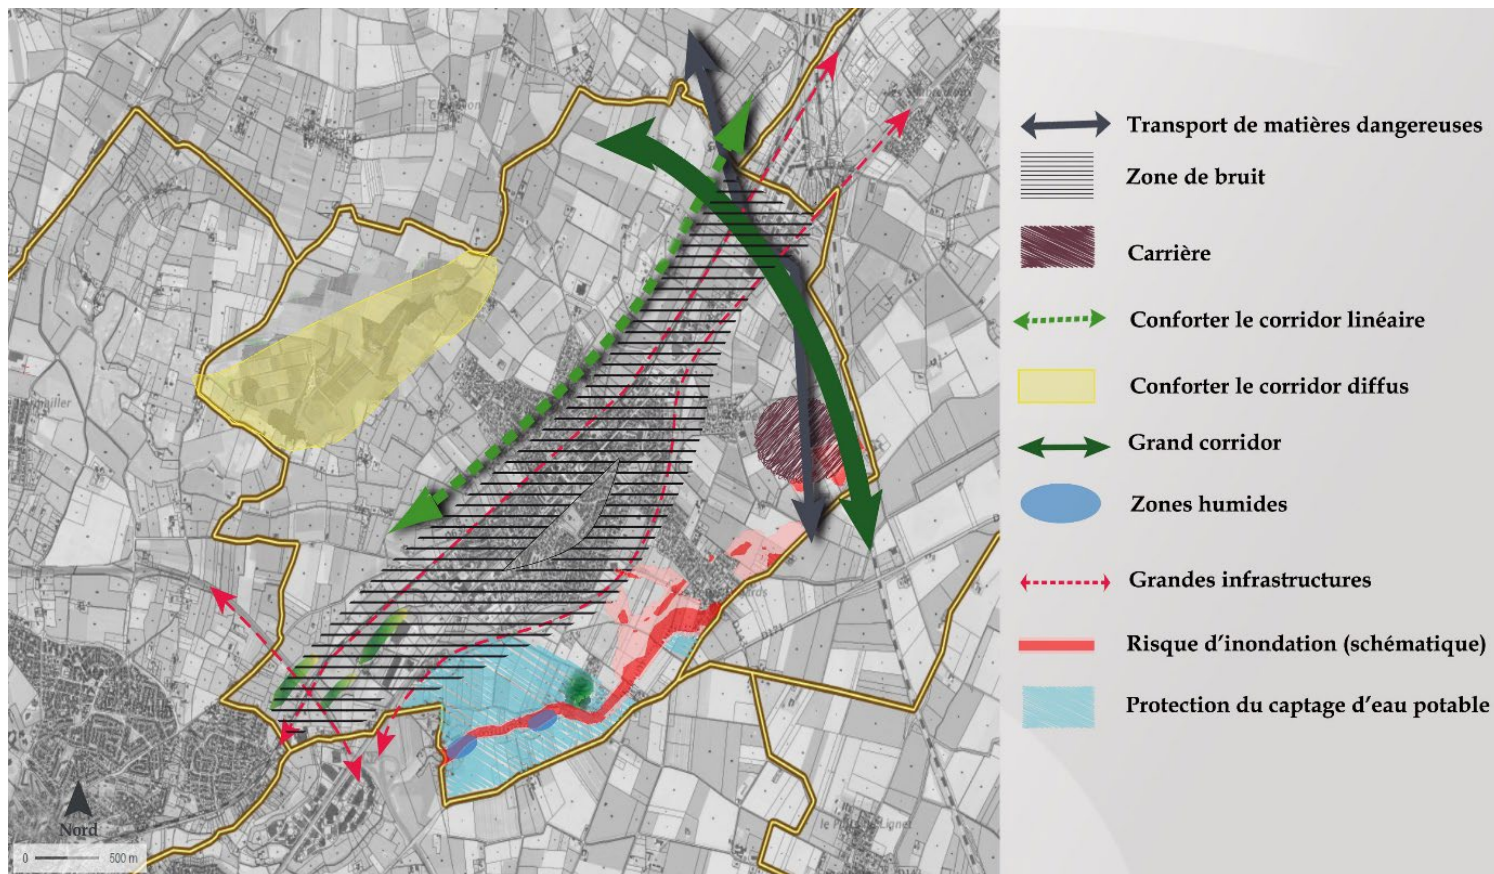 Transport de matières dangereuses
Zone de bruit
Carrière
Conforter le corridor linéaire
Conforter le corridor diffus
Grand corridor
Zones humides
Grandes infrastructures
Risque d'inondation (schématique)
Protection du captage d'eau potable
Nord
0 500 m